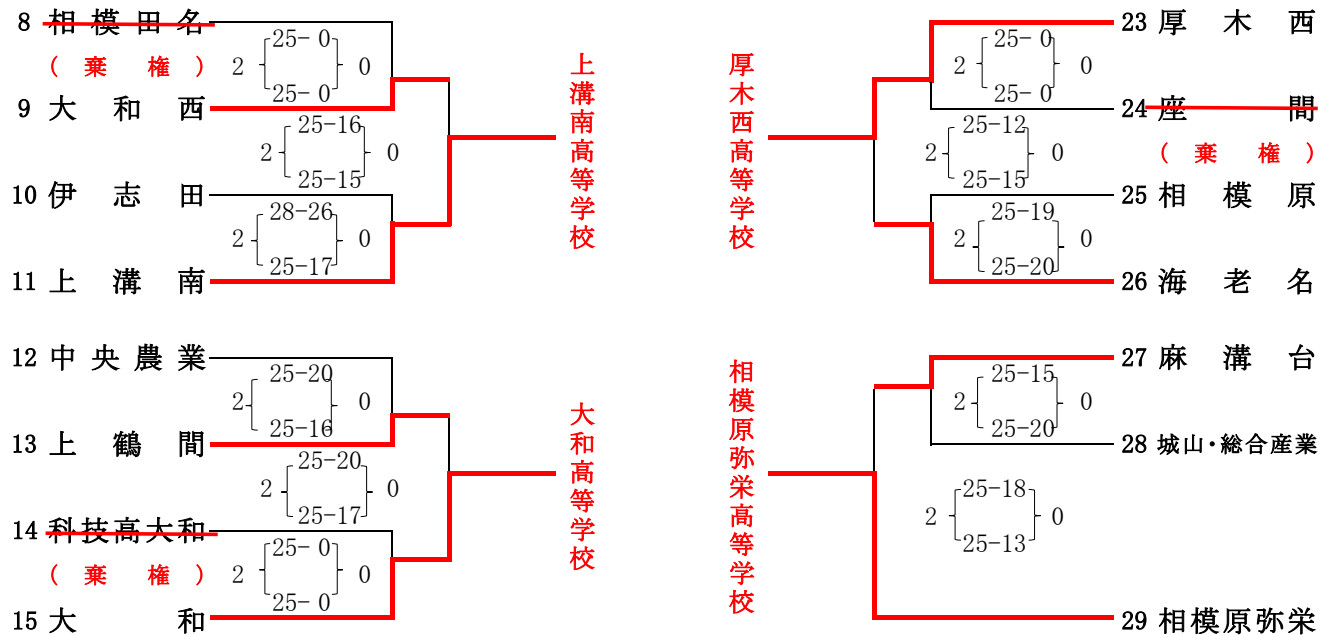 8 相模田名
(棄権)
2 25-0 0
25-0
9 大和西
25-16
2 0
25-15
10 伊志田
28-26
2 0
25-17
11 上溝南
上溝南高等学校
12 中央農業
25-20
2 0
25-16
13 上鶴間
25-20
2 0
25-17
14 科技高大和
(棄権)
25-0
2 0
25-0
15 大和
大和高等学校
厚木西高等学校
23 厚木西
25-0
2 0
25-0
24 座間
(棄権)
25-12
2 0
25-15
25 相模原
25-19
2 0
25-20
26 海老名
相模原弥栄高等学校
27 麻溝台
25-15
2 0
25-20
28 城山・総合産業
25-18
2 0
25-13
29 相模原弥栄